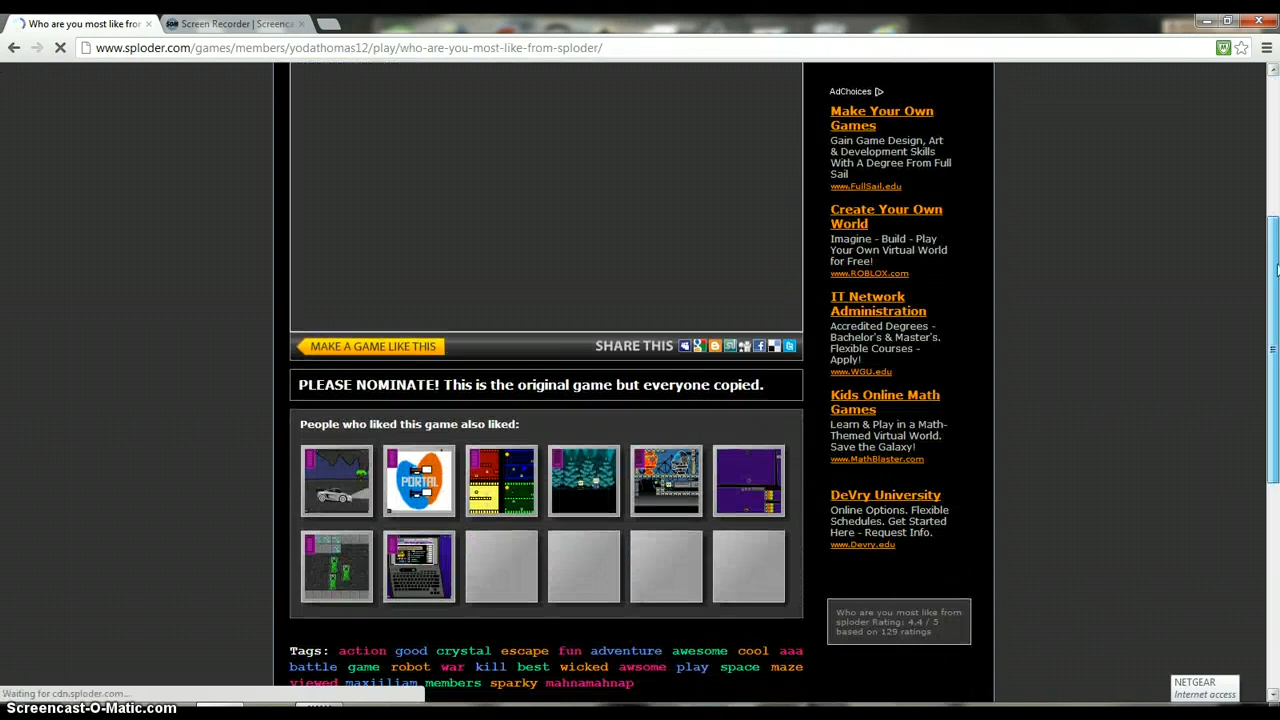 Who are you most like fror
Screen Recorder | Screenca
www.sploder.com/games/members/yodathomas12/play/who-are-you-most-like-from-sploder/
AdChoices
Make Your Own
Games
Gain Game Design, Art
& Development Skills
With A Degree From Full
Sail
www.FullSail.edu
Create Your Own
World
Imagine - Build - Play
Your Own Virtual World
for Free!
www.ROBLOX.com
IT Network
Administration
Accredited Degrees -
Bachelor's & Master's.
Flexible Courses -
Apply!
www.WGU.edu
Kids Online Math
Games
Learn & Play in a Math-
Themed Virtual World.
Save the Galaxy!
www.MathBlaster.com
DeVry University
Online Options. Flexible
Schedules. Get Started
Here - Request Info.
www.Devry.edu
MAKE A GAME LIKE THIS
SHARE THIS
PLEASE NOMINATE! This is the original game but everyone copied.
People who liked this game also liked:
PORTAL
Who are you most like from
sploder Rating: 4.4 / 5
based on 129 ratings
Tags: action good crystal escape fun adventure awesome cool aaa
battle game robot war kill best wicked awsome play space maze
viewed maxiiliam members sparky mahnamahnap
Waiting for cdn.sploder.com...
NETGEAR
Internet access
Screencast-O-Matic.com